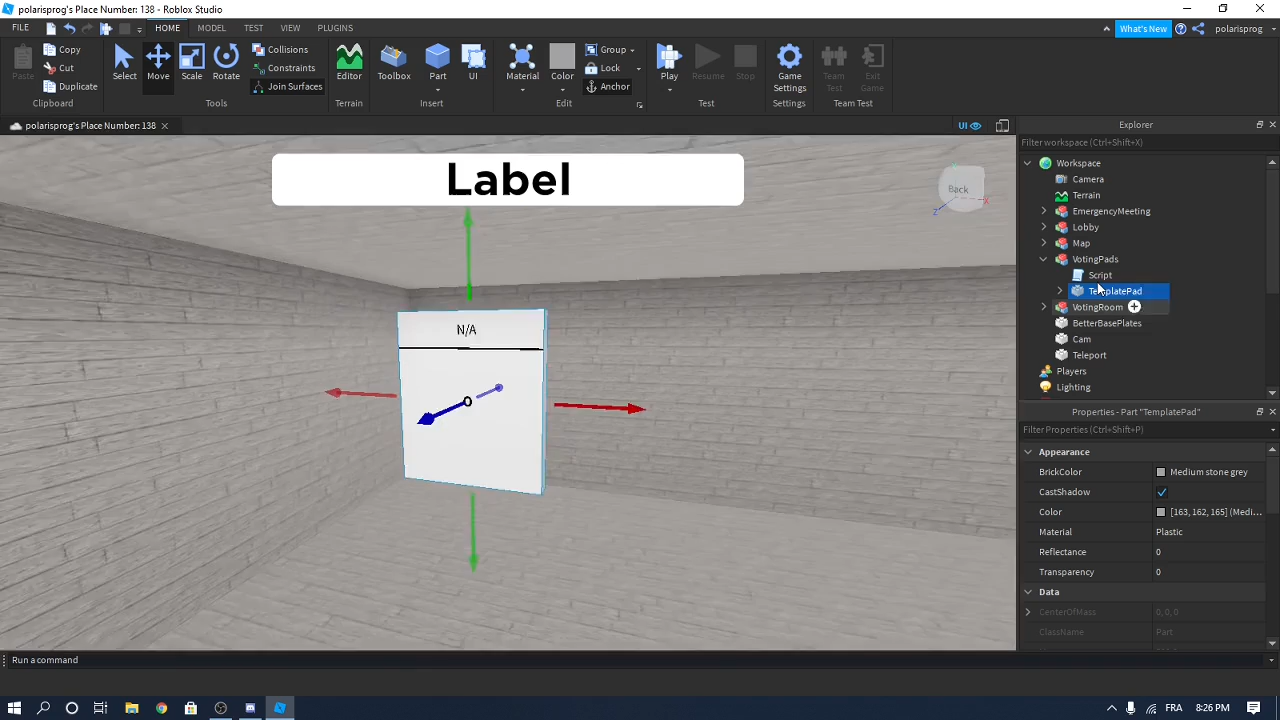 polarisprog's Place Number: 138 - Roblox Studio
FILE HOME MODEL TEST VIEW PLUGINS What's New polarisprog
Paste Copy Cut Duplicate Clipboard
Select Move Scale Rotate Collisions Constraints Join Surfaces Tools
Editor Terrain
Toolbox Part UI Insert
Material Color Group Lock Anchor Edit
Play Resume Stop Test
Game Settings Settings
Team Test Exit Game Team Test
polarisprog's Place Number: 138
UI
Label
Back
Z X
N/A
0
Explorer
Filter workspace (Ctrl+Shift+X)
Workspace
Camera
Terrain
EmergencyMeeting
Lobby
Map
VotingPads
Script
TemplatePad
VotingRoom
BetterBasePlates
Cam
Teleport
Players
Lighting
Properties - Part "TemplatePad"
Filter Properties (Ctrl+Shift+P)
Appearance
BrickColor Medium stone grey
CastShadow
Color [163, 162, 165] (Medi...
Material Plastic
Reflectance 0
Transparency 0
Data
CenterOfMass 0, 0, 0
ClassName Part
Run a command
FRA 8:26 PM